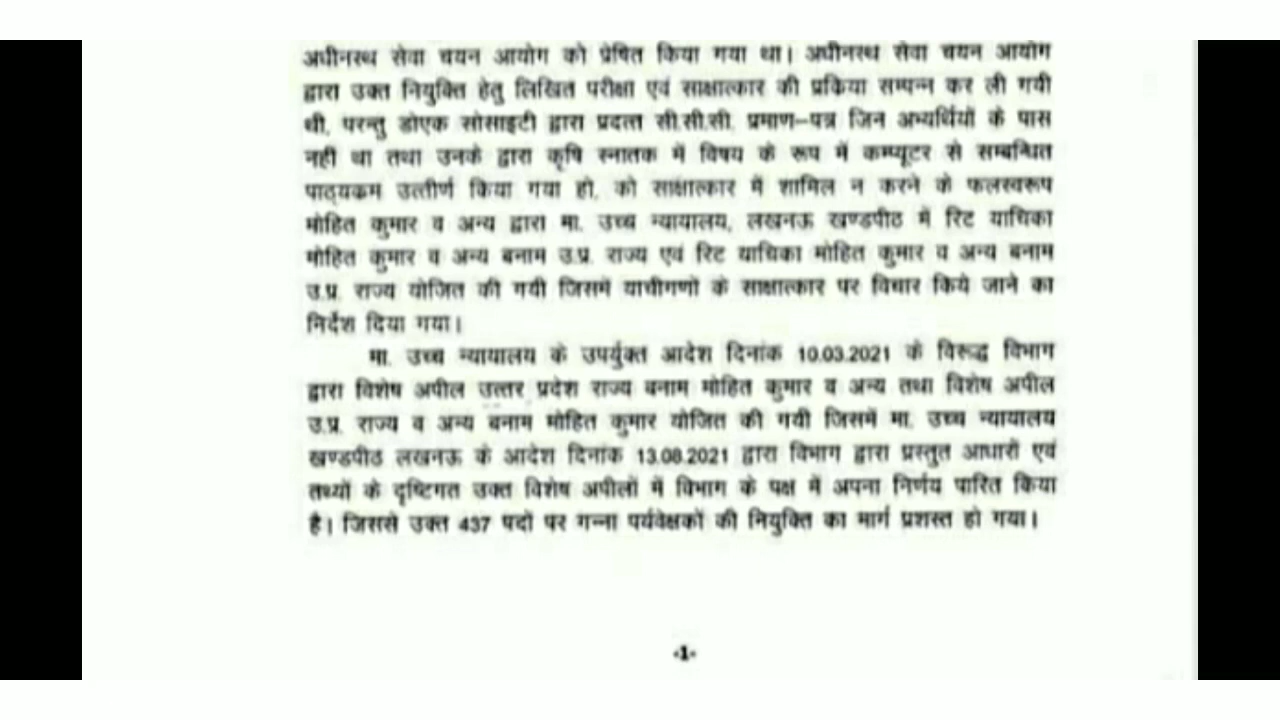 अधीनस्थ सेवा चयन आयोग को प्रेषित किया गया था। अधीनस्थ सेवा चयन आयोग
द्वारा उक्त नियुक्ति हेतु लिखित परीक्षा एवं साक्षात्कार की प्रकिया सम्पन्न कर ली गयी
थी, परन्तु डोएक सोसाइटी द्वारा प्रदत्त सी.सी.सी. प्रमाण–पत्र जिन अभ्यर्थियों के पास
नहीं था तथा उनके द्वारा कृषि स्नातक में विषय के रूप में कम्प्यूटर से सम्बन्धित
पाठ्यकम उत्तीर्ण किया गया हो, को साक्षात्कार में शामिल न करने के फलस्वरूप
मोहित कुमार व अन्य द्वारा मा. उच्च न्यायालय, लखनऊ खण्डपीठ में रिट याचिका
मोहित कुमार व अन्य बनाम उ.प्र. राज्य एवं रिट याचिका मोहित कुमार व अन्य बनाम
उ.प्र. राज्य योजित की गयी जिसमें याचीगणों के साक्षात्कार पर विचार किये जाने का
निर्देश दिया गया।
मा. उच्च न्यायालय के उपर्युक्त आदेश दिनांक 10.03.2021 के विरूद्ध विभाग
द्वारा विशेष अपील उत्तर प्रदेश राज्य बनाम मोहित कुमार व अन्य तथा विशेष अपील
उ.प्र. राज्य व अन्य बनाम मोहित कुमार योजित की गयी जिसमें मा. उच्च न्यायालय
खण्डपीठ लखनऊ के आदेश दिनांक 13.08.2021 द्वारा विभाग द्वारा प्रस्तुत आधारों एवं
तथ्यों के दृष्टिगत उक्त विशेष अपीलों में विभाग के पक्ष में अपना निर्णय पारित किया
है। जिससे उक्त 437 पदों पर गन्ना पर्यवेक्षकों की नियुक्ति का मार्ग प्रशस्त हो गया।
-1-